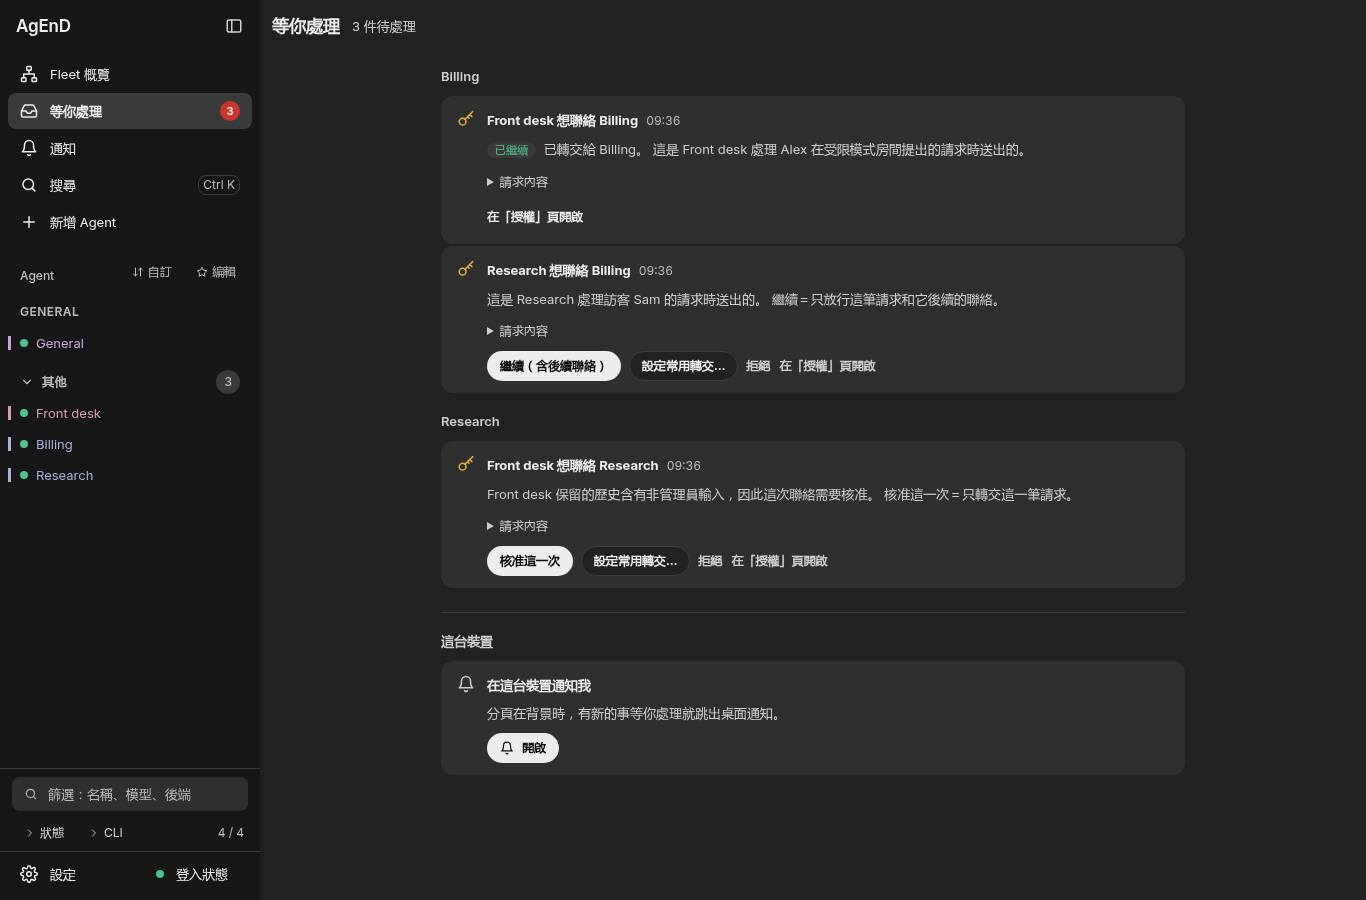 AgEnD
Fleet 概覽
等你處理
3
通知
搜尋
Ctrl K
新增 Agent
Agent
自訂
編輯
GENERAL
General
其他
3
Front desk
Billing
Research
篩選：名稱、模型、後端
狀態
CLI
4 / 4
設定
登入狀態
等你處理 3 件待處理
Billing
Front desk 想聯絡 Billing 09:36
已繼續 已轉交給 Billing。 這是 Front desk 處理 Alex 在受限模式房間提出的請求時送出的。
請求內容
在「授權」頁開啟
Research 想聯絡 Billing 09:36
這是 Research 處理訪客 Sam 的請求時送出的。 繼續＝只放行這筆請求和它後續的聯絡。
請求內容
繼續（含後續聯絡） 設定常用轉交… 拒絕 在「授權」頁開啟
Research
Front desk 想聯絡 Research 09:36
Front desk 保留的歷史含有非管理員輸入，因此這次聯絡需要核准。 核准這一次＝只轉交這一筆請求。
請求內容
核准這一次 設定常用轉交… 拒絕 在「授權」頁開啟
這台裝置
在這台裝置通知我
分頁在背景時，有新的事等你處理就跳出桌面通知。
開啟